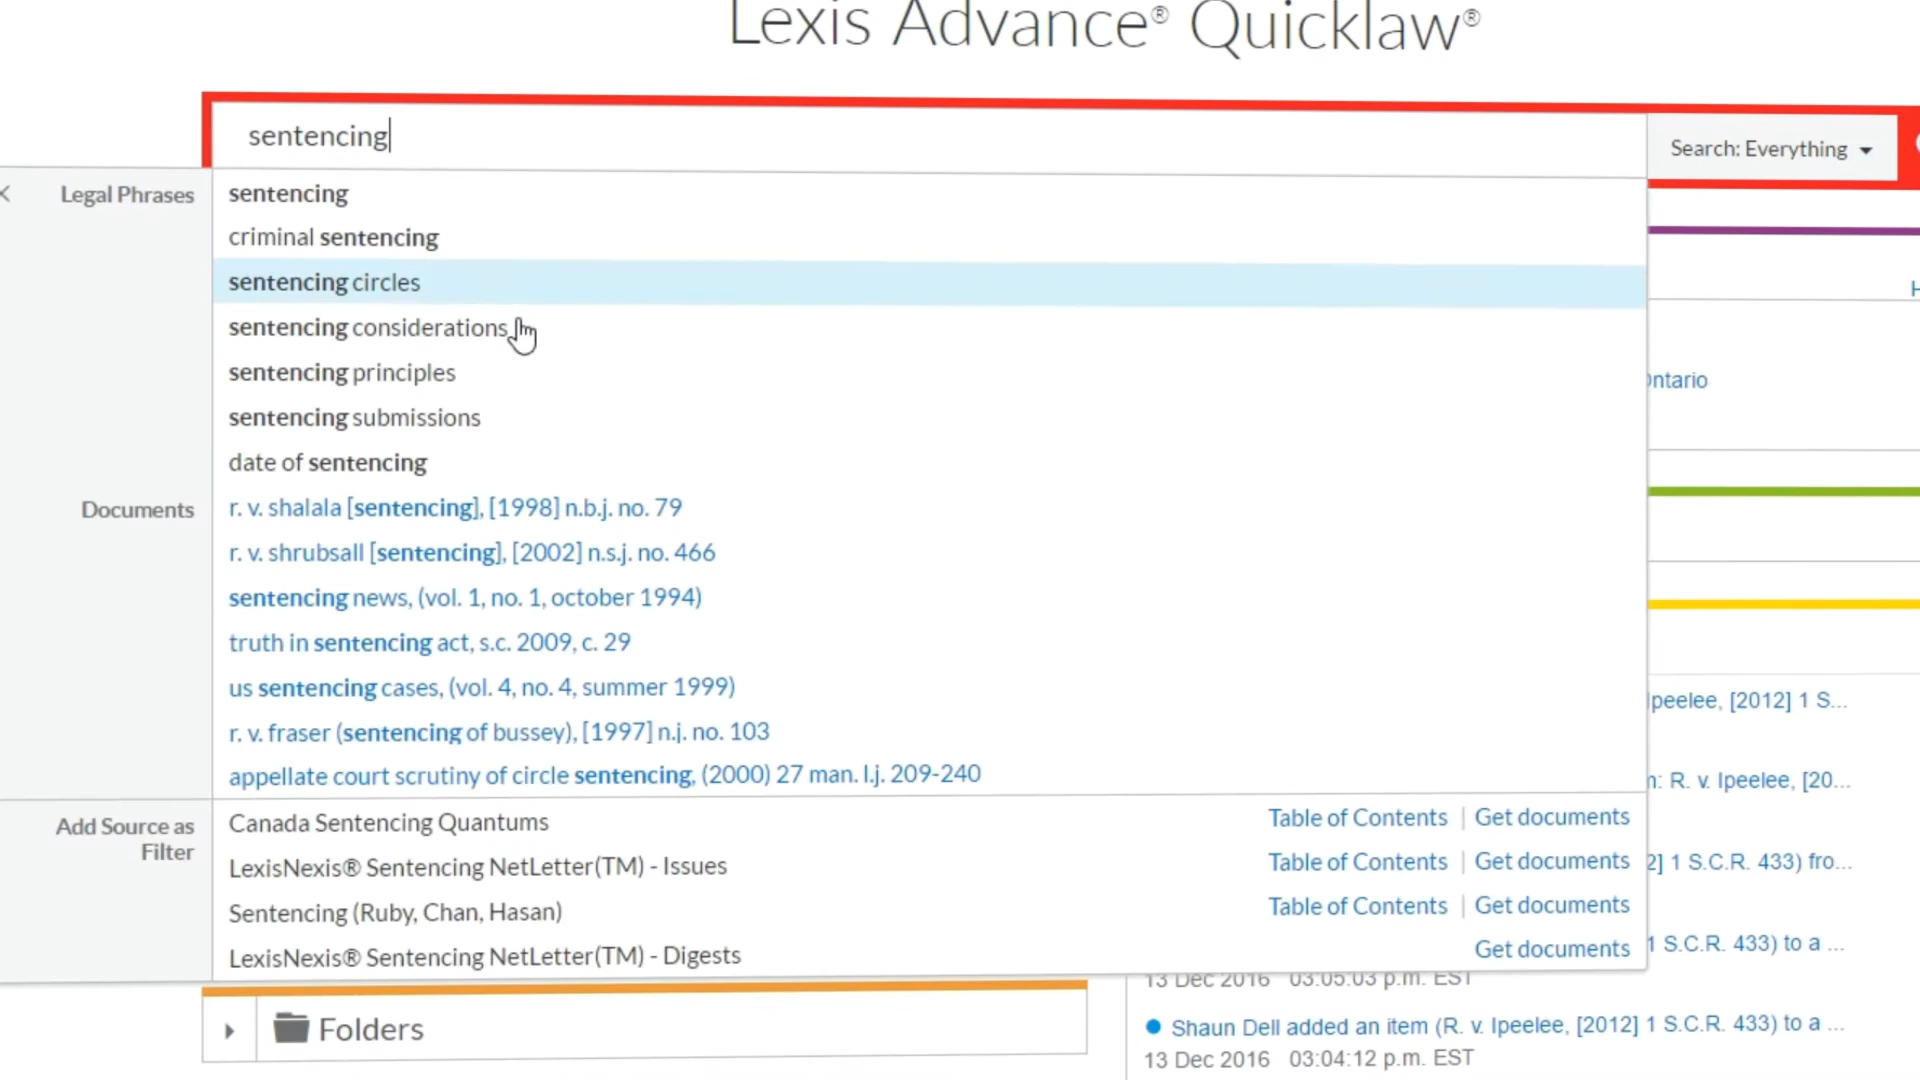 Lexis Advance® Quicklaw®
sentencing
Search: Everything
Legal Phrases
sentencing
criminal sentencing
sentencing circles
sentencing considerations
sentencing principles
sentencing submissions
date of sentencing
Documents
r. v. shalala [sentencing], [1998] n.b.j. no. 79
r. v. shrubsall [sentencing], [2002] n.s.j. no. 466
sentencing news, (vol. 1, no. 1, october 1994)
truth in sentencing act, s.c. 2009, c. 29
us sentencing cases, (vol. 4, no. 4, summer 1999)
r. v. fraser (sentencing of bussey), [1997] n.j. no. 103
appellate court scrutiny of circle sentencing, (2000) 27 man. l.j. 209-240
Add Source as
Filter
Canada Sentencing Quantums Table of Contents | Get documents
LexisNexis® Sentencing NetLetter(TM) - Issues Table of Contents | Get documents
Sentencing (Ruby, Chan, Hasan) Table of Contents | Get documents
LexisNexis® Sentencing NetLetter(TM) - Digests Get documents
H
ntario
peelee, [2012] 1 S...
: R. v. Ipeelee, [20...
2] 1 S.C.R. 433) fro...
1 S.C.R. 433) to a ...
13 Dec 2016 03:05:03 p.m. EST
Shaun Dell added an item (R. v. Ipeelee, [2012] 1 S.C.R. 433) to a ...
13 Dec 2016 03:04:12 p.m. EST
Folders